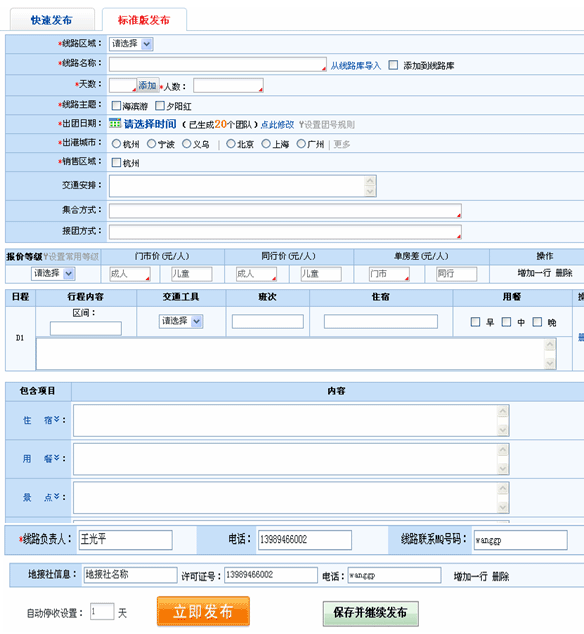 快速发布 标准版发布
*线路区域： 请选择
*线路名称： 从线路库导入 添加到线路库
*天数： 添加 *人数：
*线路主题： 海滨游 夕阳红
*出团日期： 请选择时间 （已生成20个团队）点此修改 设置团号规则
*出港城市： 杭州 宁波 义乌 | 北京 上海 广州 | 更多
*销售区域： 杭州
交通安排：
集合方式：
接团方式：
报价等级 设置常用等级 门市价(元/人) 同行价(元/人) 单房差(元/人) 操作
请选择 成人 儿童 成人 儿童 门市 同行 增加一行 删除
日程 行程内容 交通工具 班次 住宿 用餐
D1 区间： 请选择 早 中 晚
包含项目 内容
住 宿：
用 餐：
景 点：
*线路负责人： 王光平 电话： 13989466002 线路联系MQ号码： wanggp
地接社信息： 地接社名称 许可证号： 13989466002 电话： wanggp 增加一行 删除
自动停收设置： 1 天 立即发布 保存并继续发布